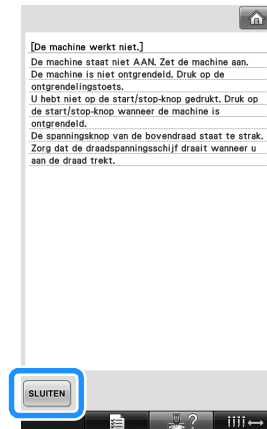 [De machine werkt niet.]
De machine staat niet AAN. Zet de machine aan.
De machine is niet ontgrendeld. Druk op de
ontgrendelingstoets.
U hebt niet op de start/stop-knop gedrukt. Druk op
de start/stop-knop wanneer de machine is
ontgrendeld.
De spanningsknop van de bovendraad staat te strak.
Zorg dat de draadspanningsschijf draait wanneer u
aan de draad trekt.
SLUITEN
?